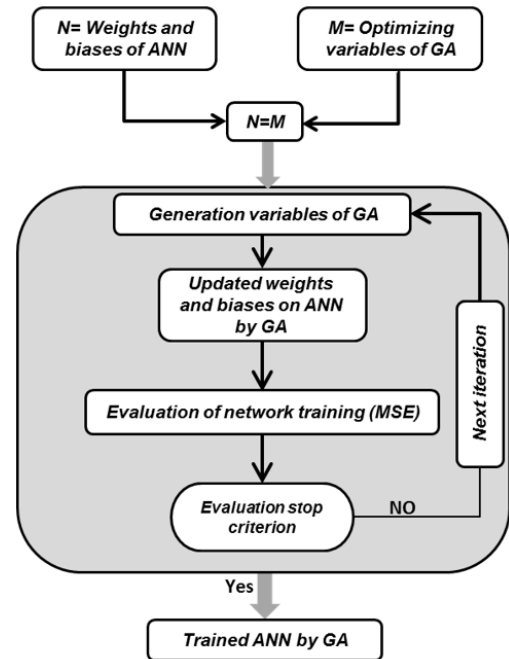 N= Weights and
biases of ANN
M= Optimizing
variables of GA
N=M
Generation variables of GA
Updated weights
and biases on ANN
by GA
Evaluation of network training (MSE)
Next iteration
Evaluation stop
criterion
NO
Yes
Trained ANN by GA